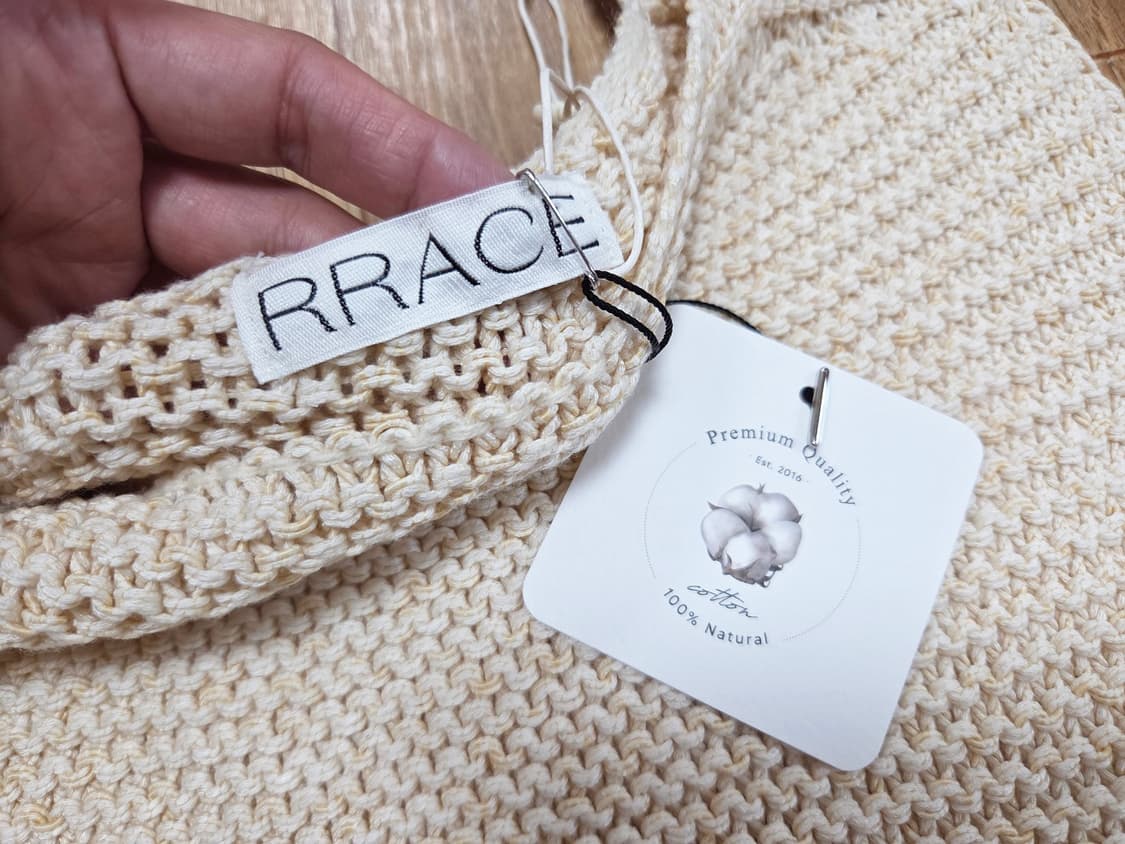 RRACE
Premium Quality
Est. 2016
cotton
100% Natural